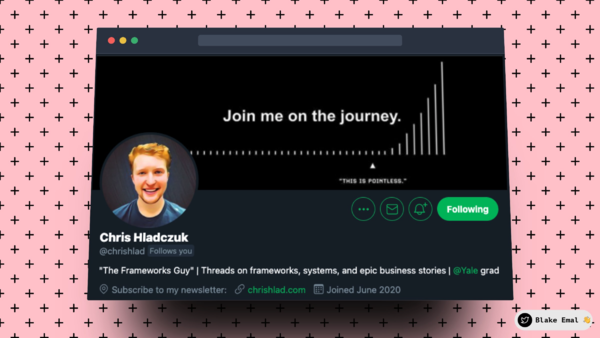 Join me on the journey.
"THIS IS POINTLESS."
Following
Chris Hladczuk
@chrishlad Follows you
"The Frameworks Guy" | Threads on frameworks, systems, and epic business stories | @Yale grad
Subscribe to my newsletter: chrishlad.com Joined June 2020
Blake Emal